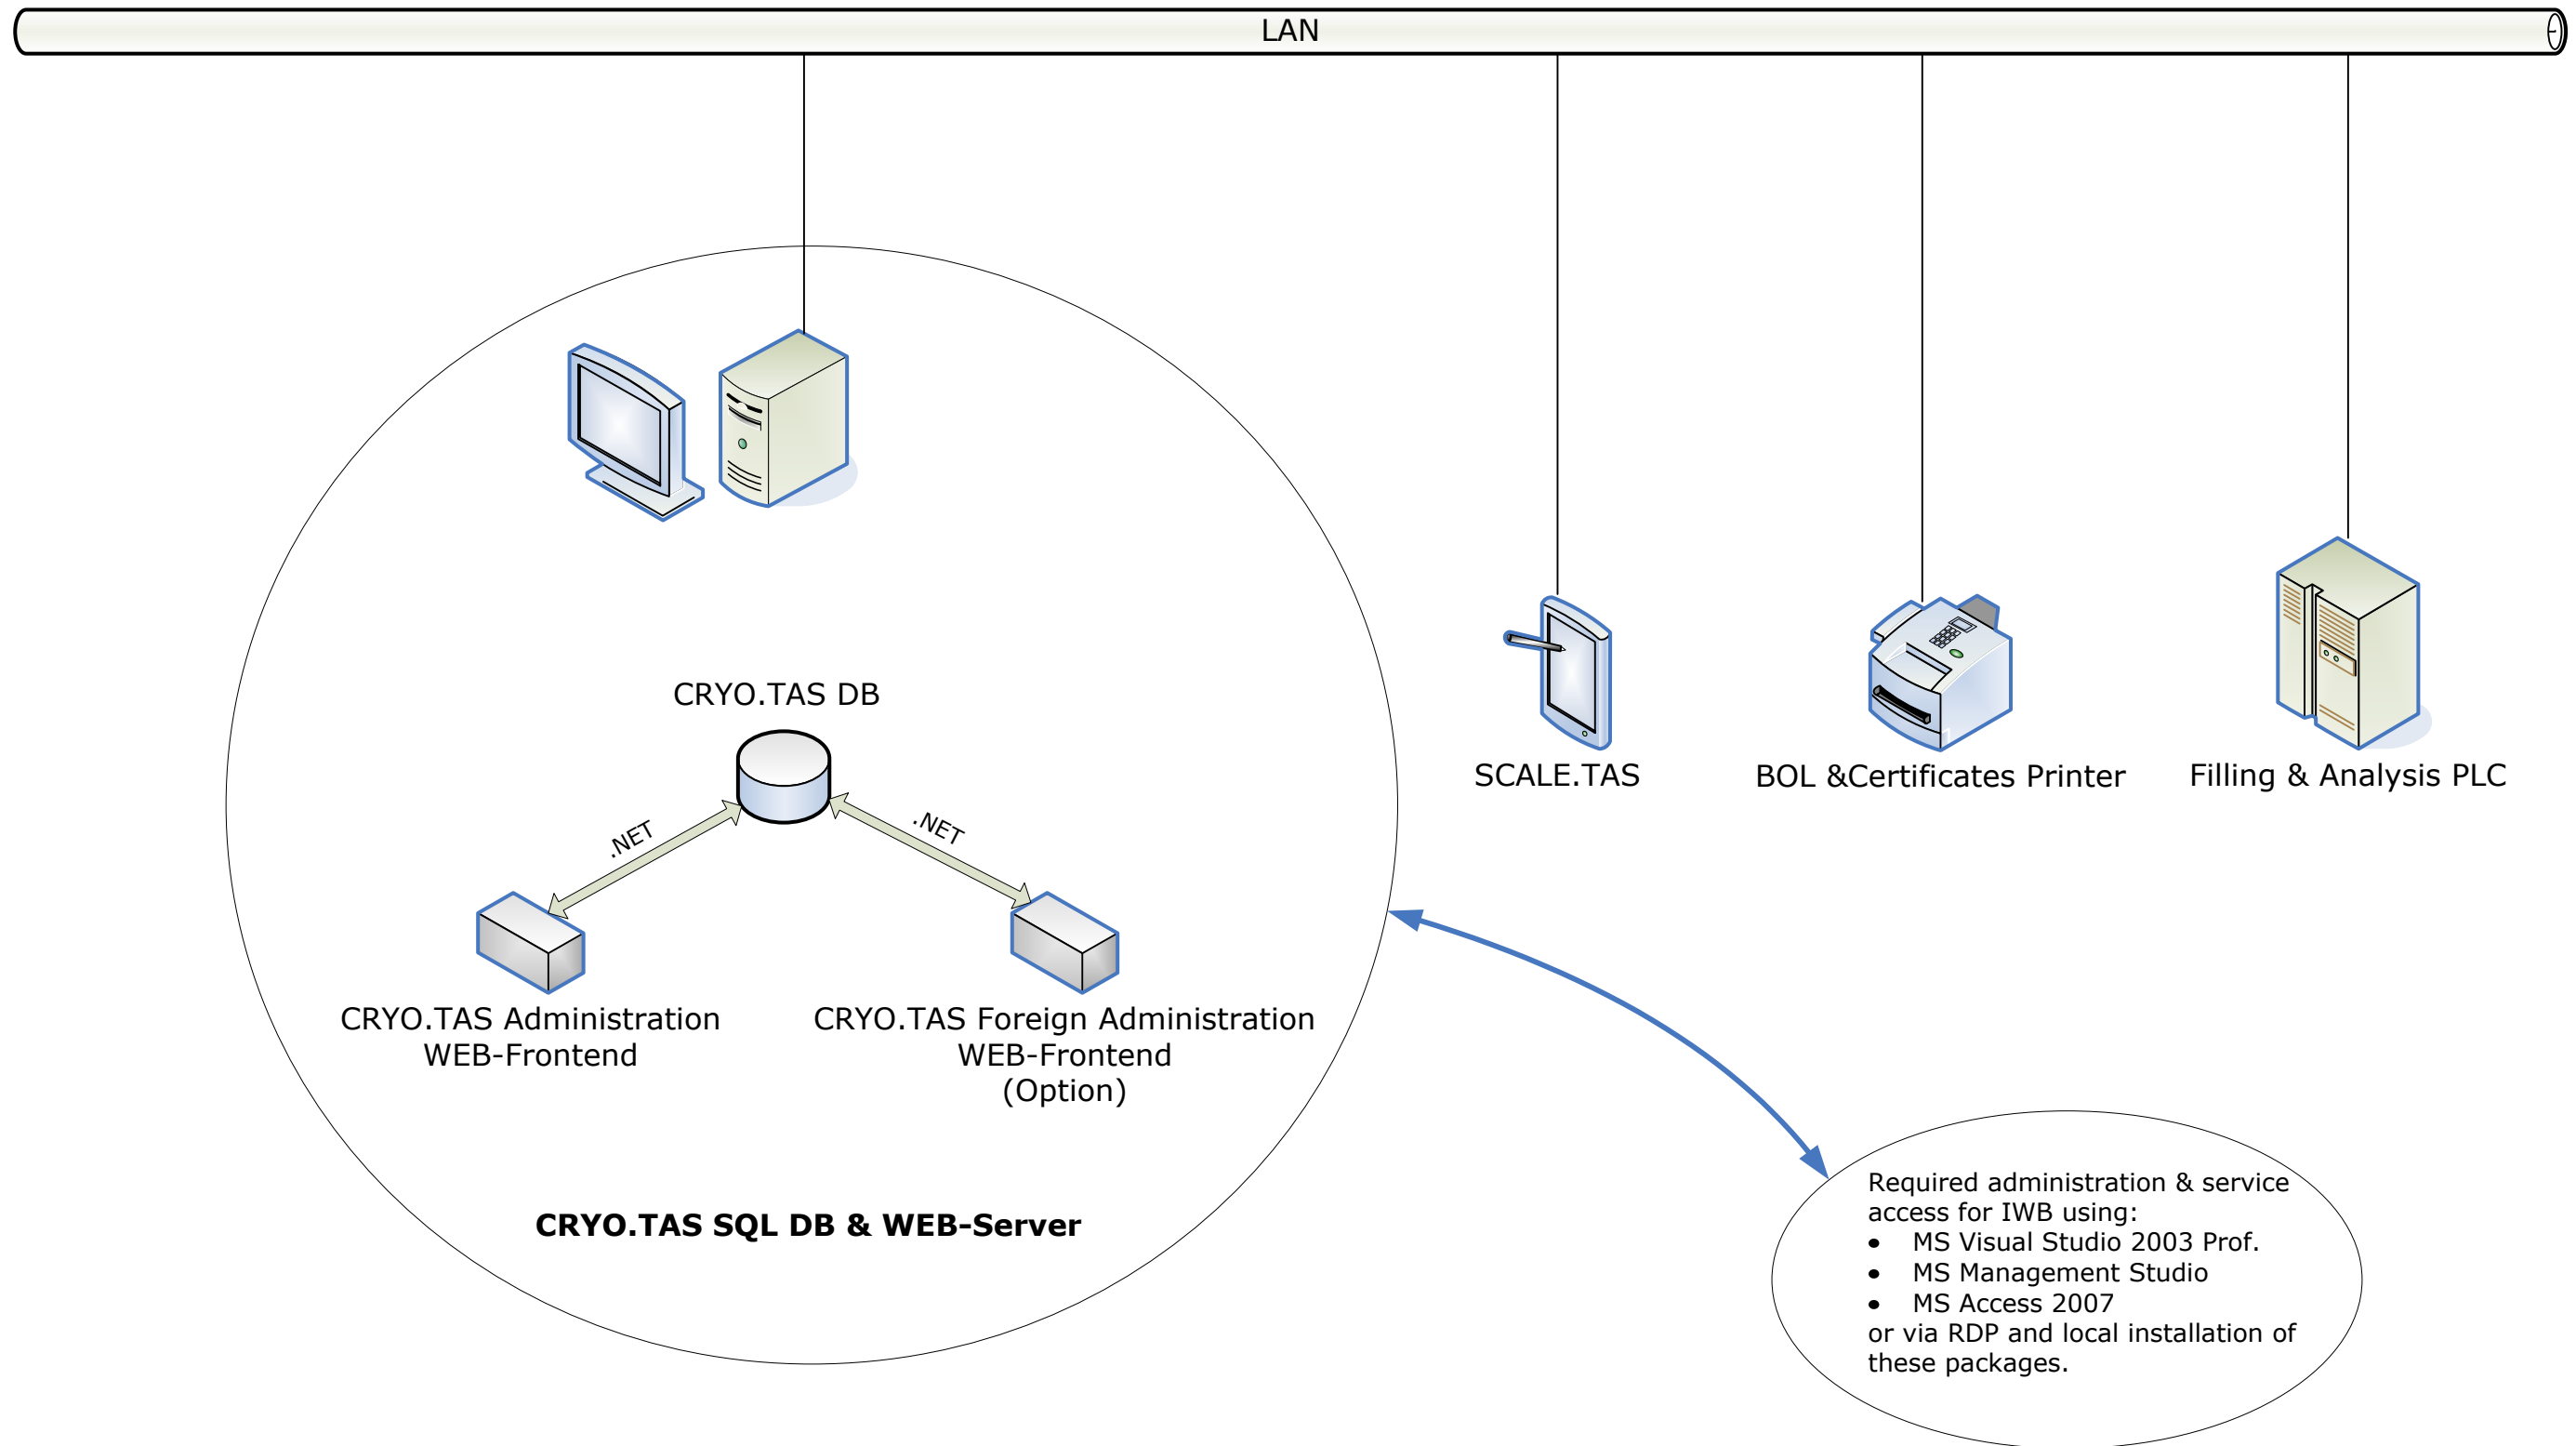 LAN
CRYO.TAS DB
.NET
.NET
CRYO.TAS Administration
WEB-Frontend
CRYO.TAS Foreign Administration
WEB-Frontend
(Option)
CRYO.TAS SQL DB & WEB-Server
SCALE.TAS
BOL &Certificates Printer
Filling & Analysis PLC
Required administration & service
access for IWB using:
• MS Visual Studio 2003 Prof.
• MS Management Studio
• MS Access 2007
or via RDP and local installation of
these packages.